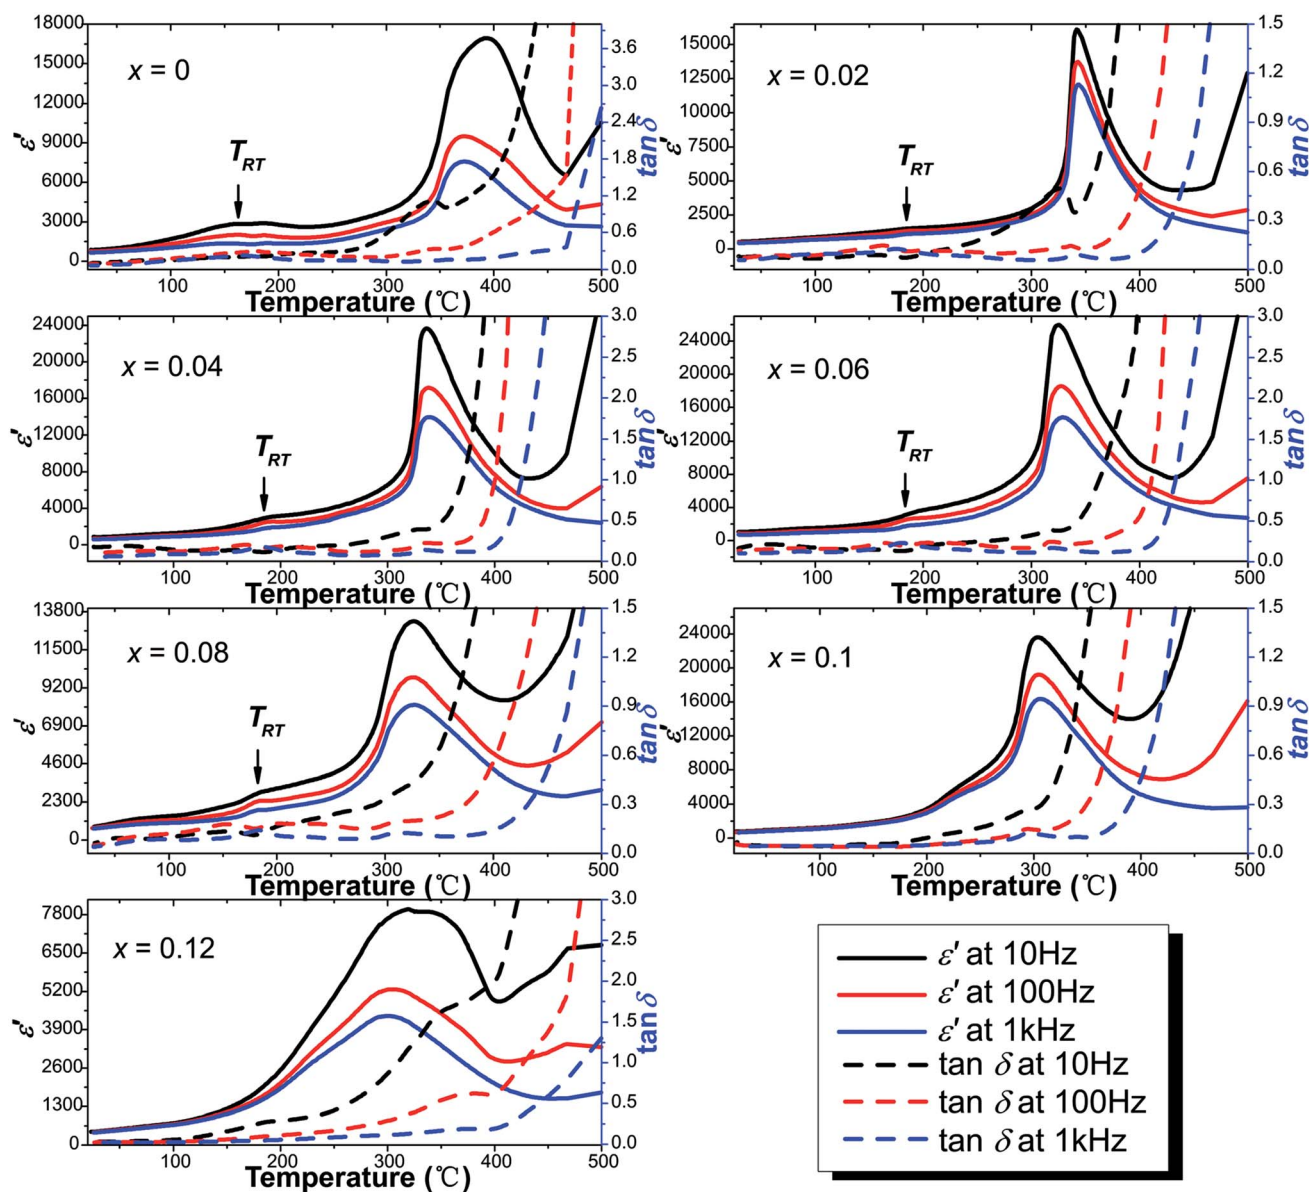 18000
15000
12000
9000
6000
3000
0
ε'
x = 0
T_RT
3.6
3.0
2.4
1.8
1.2
0.6
0.0
tan δ
100 200 300 400 500
Temperature (℃)
15000
12500
10000
7500
5000
2500
0
ε'
x = 0.02
T_RT
1.5
1.2
0.9
0.6
0.3
0.0
tan δ
100 200 300 400 500
Temperature (℃)
24000
20000
16000
12000
8000
4000
0
ε'
x = 0.04
T_RT
3.0
2.5
2.0
1.5
1.0
0.5
0.0
tan δ
100 200 300 400 500
Temperature (℃)
24000
20000
16000
12000
8000
4000
0
ε'
x = 0.06
T_RT
3.0
2.5
2.0
1.5
1.0
0.5
0.0
tan δ
100 200 300 400 500
Temperature (℃)
13800
11500
9200
6900
4600
2300
0
ε'
x = 0.08
T_RT
1.5
1.2
0.9
0.6
0.3
0.0
tan δ
100 200 300 400 500
Temperature (℃)
24000
20000
16000
12000
8000
4000
0
ε'
x = 0.1
1.5
1.2
0.9
0.6
0.3
0.0
tan δ
100 200 300 400 500
Temperature (℃)
7800
6500
5200
3900
2600
1300
0
ε'
x = 0.12
3.0
2.5
2.0
1.5
1.0
0.5
0.0
tan δ
100 200 300 400 500
Temperature (℃)
ε' at 10Hz
ε' at 100Hz
ε' at 1kHz
tan δ at 10Hz
tan δ at 100Hz
tan δ at 1kHz